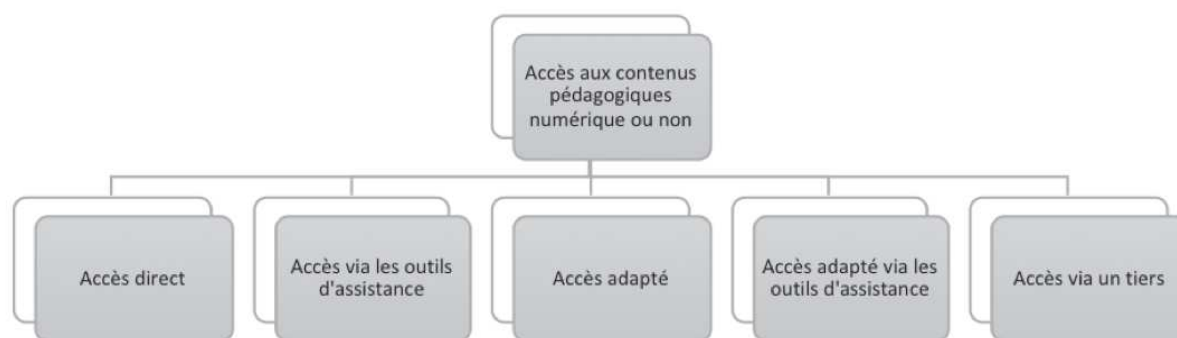 Accès aux contenus
pédagogiques
numérique ou non
Accès direct
Accès via les outils
d'assistance
Accès adapté
Accès adapté via les
outils d'assistance
Accès via un tiers